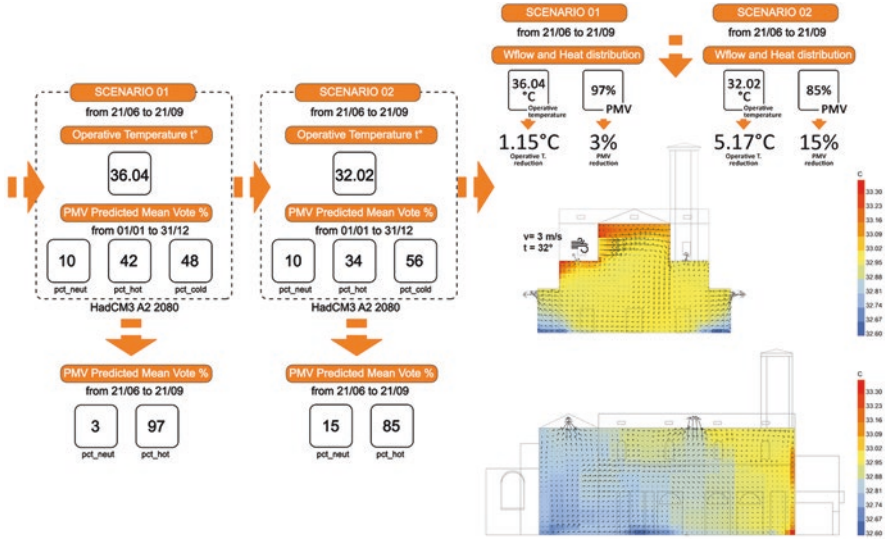 SCENARIO 01
from 21/06 to 21/09
Operative Temperature t°
36.04
PMV Predicted Mean Vote %
from 01/01 to 31/12
10
42
48
pct_neut
pct_hot
pct_cold
HadCM3 A2 2080
PMV Predicted Mean Vote %
from 21/06 to 21/09
3
97
pct_neut
pct_hot
SCENARIO 02
from 21/06 to 21/09
Operative Temperature t°
32.02
PMV Predicted Mean Vote %
from 01/01 to 31/12
10
34
56
pct_neut
pct_hot
pct_cold
HadCM3 A2 2080
PMV Predicted Mean Vote %
from 21/06 to 21/09
15
85
pct_neut
pct_hot
SCENARIO 01
from 21/06 to 21/09
Wflow and Heat distribution
36.04
°C
Operative
temperature
97%
PMV
1.15°C
Operative T.
reduction
3%
PMV
reduction
SCENARIO 02
from 21/06 to 21/09
Wflow and Heat distribution
32.02
°C
Operative
temperature
85%
PMV
5.17°C
Operative T.
reduction
15%
PMV
reduction
v= 3 m/s
t = 32°
C
33.30
33.23
33.16
33.09
33.02
32.95
32.88
32.81
32.74
32.67
32.60
C
33.30
33.23
33.16
33.09
33.02
32.95
32.88
32.81
32.74
32.67
32.60